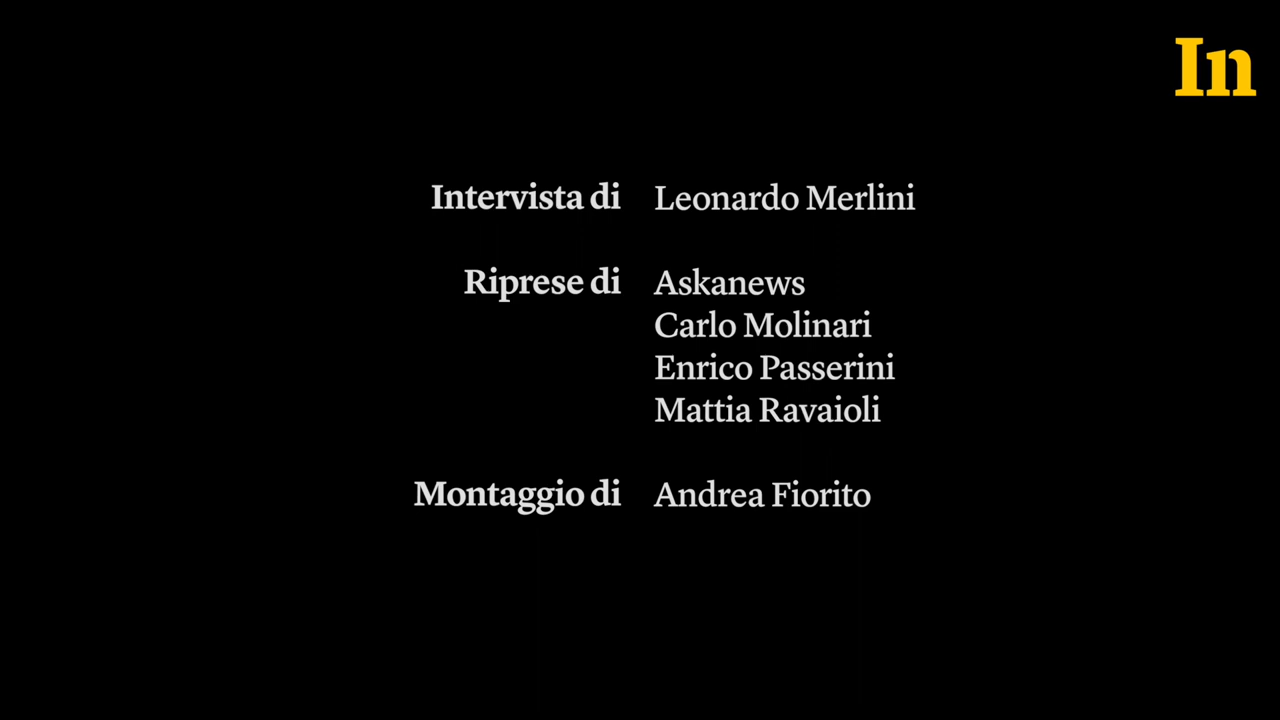 In
Intervista di Leonardo Merlini
Riprese di Askanews
Carlo Molinari
Enrico Passerini
Mattia Ravaioli
Montaggio di Andrea Fiorito